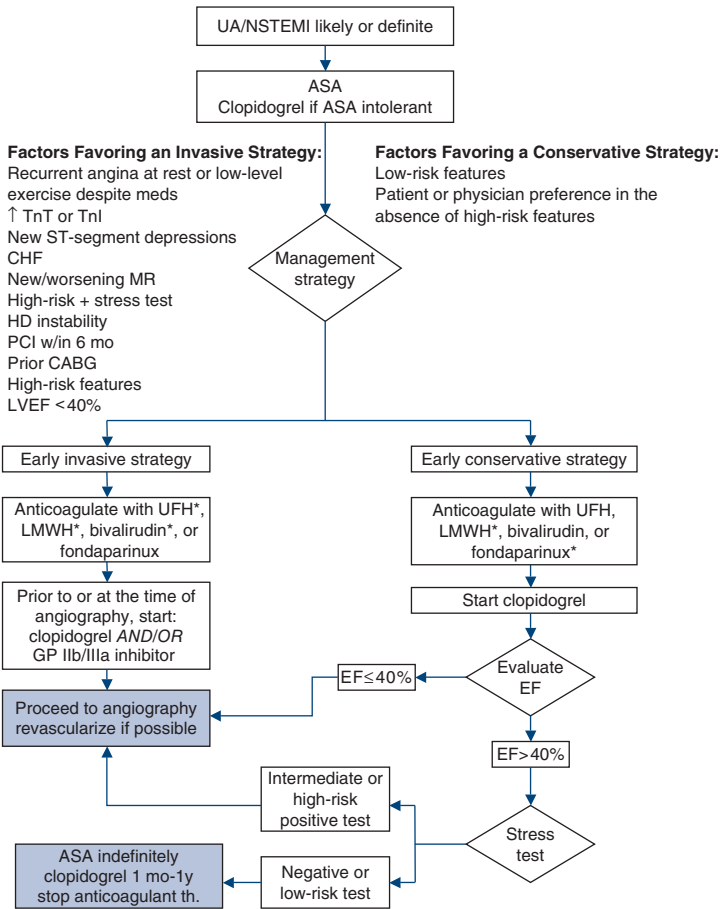 UA/NSTEMI likely or definite
ASA
Clopidogrel if ASA intolerant
Factors Favoring an Invasive Strategy:
Recurrent angina at rest or low-level
exercise despite meds
↑ TnT or TnI
New ST-segment depressions
CHF
New/worsening MR
High-risk + stress test
HD instability
PCI w/in 6 mo
Prior CABG
High-risk features
LVEF <40%
Factors Favoring a Conservative Strategy:
Low-risk features
Patient or physician preference in the
absence of high-risk features
Management
strategy
Early invasive strategy
Anticoagulate with UFH*,
LMWH*, bivalirudin*, or
fondaparinux
Prior to or at the time of
angiography, start:
clopidogrel AND/OR
GP IIb/IIIa inhibitor
Proceed to angiography
revascularize if possible
Early conservative strategy
Anticoagulate with UFH,
LMWH*, bivalirudin, or
fondaparinux*
Start clopidogrel
Evaluate
EF
EF≤40%
EF>40%
Stress
test
Intermediate or
high-risk
positive test
Negative or
low-risk test
ASA indefinitely
clopidogrel 1 mo-1y
stop anticoagulant th.